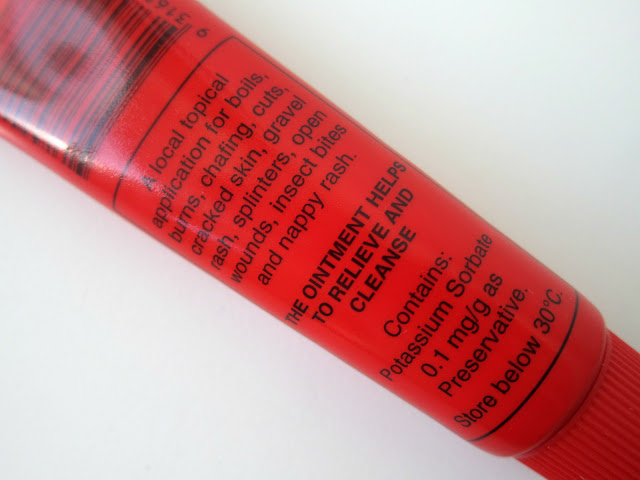 9 316
A local topical
application for boils,
burns, chafing, cuts,
cracked skin, gravel
rash, splinters, open
wounds, insect bites
and nappy rash.
THE OINTMENT HELPS
TO RELIEVE AND
CLEANSE
Contains:
Potassium Sorbate
0.1 mg/g as
Preservative.
Store below 30°C.